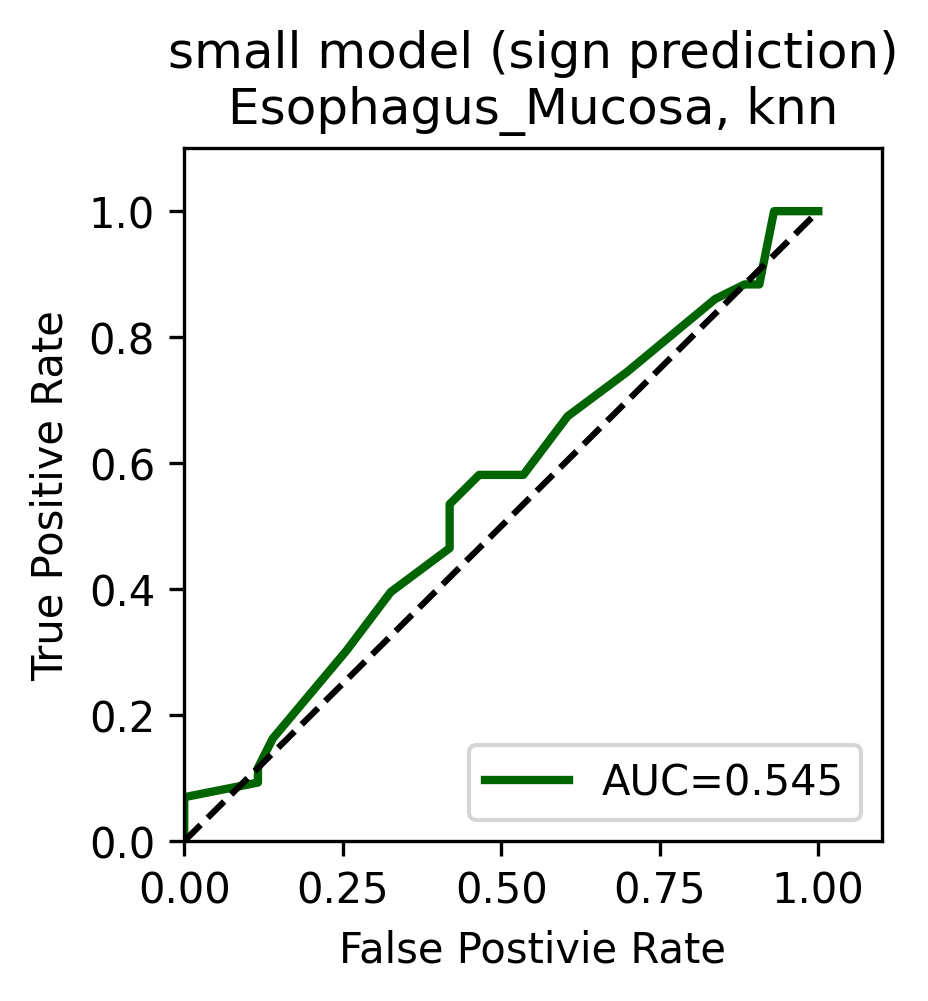 small model (sign prediction)
Esophagus_Mucosa, knn
1.0
0.8
0.6
0.4
0.2
0.0
True Positive Rate
AUC=0.545
0.00 0.25 0.50 0.75 1.00
False Postivie Rate